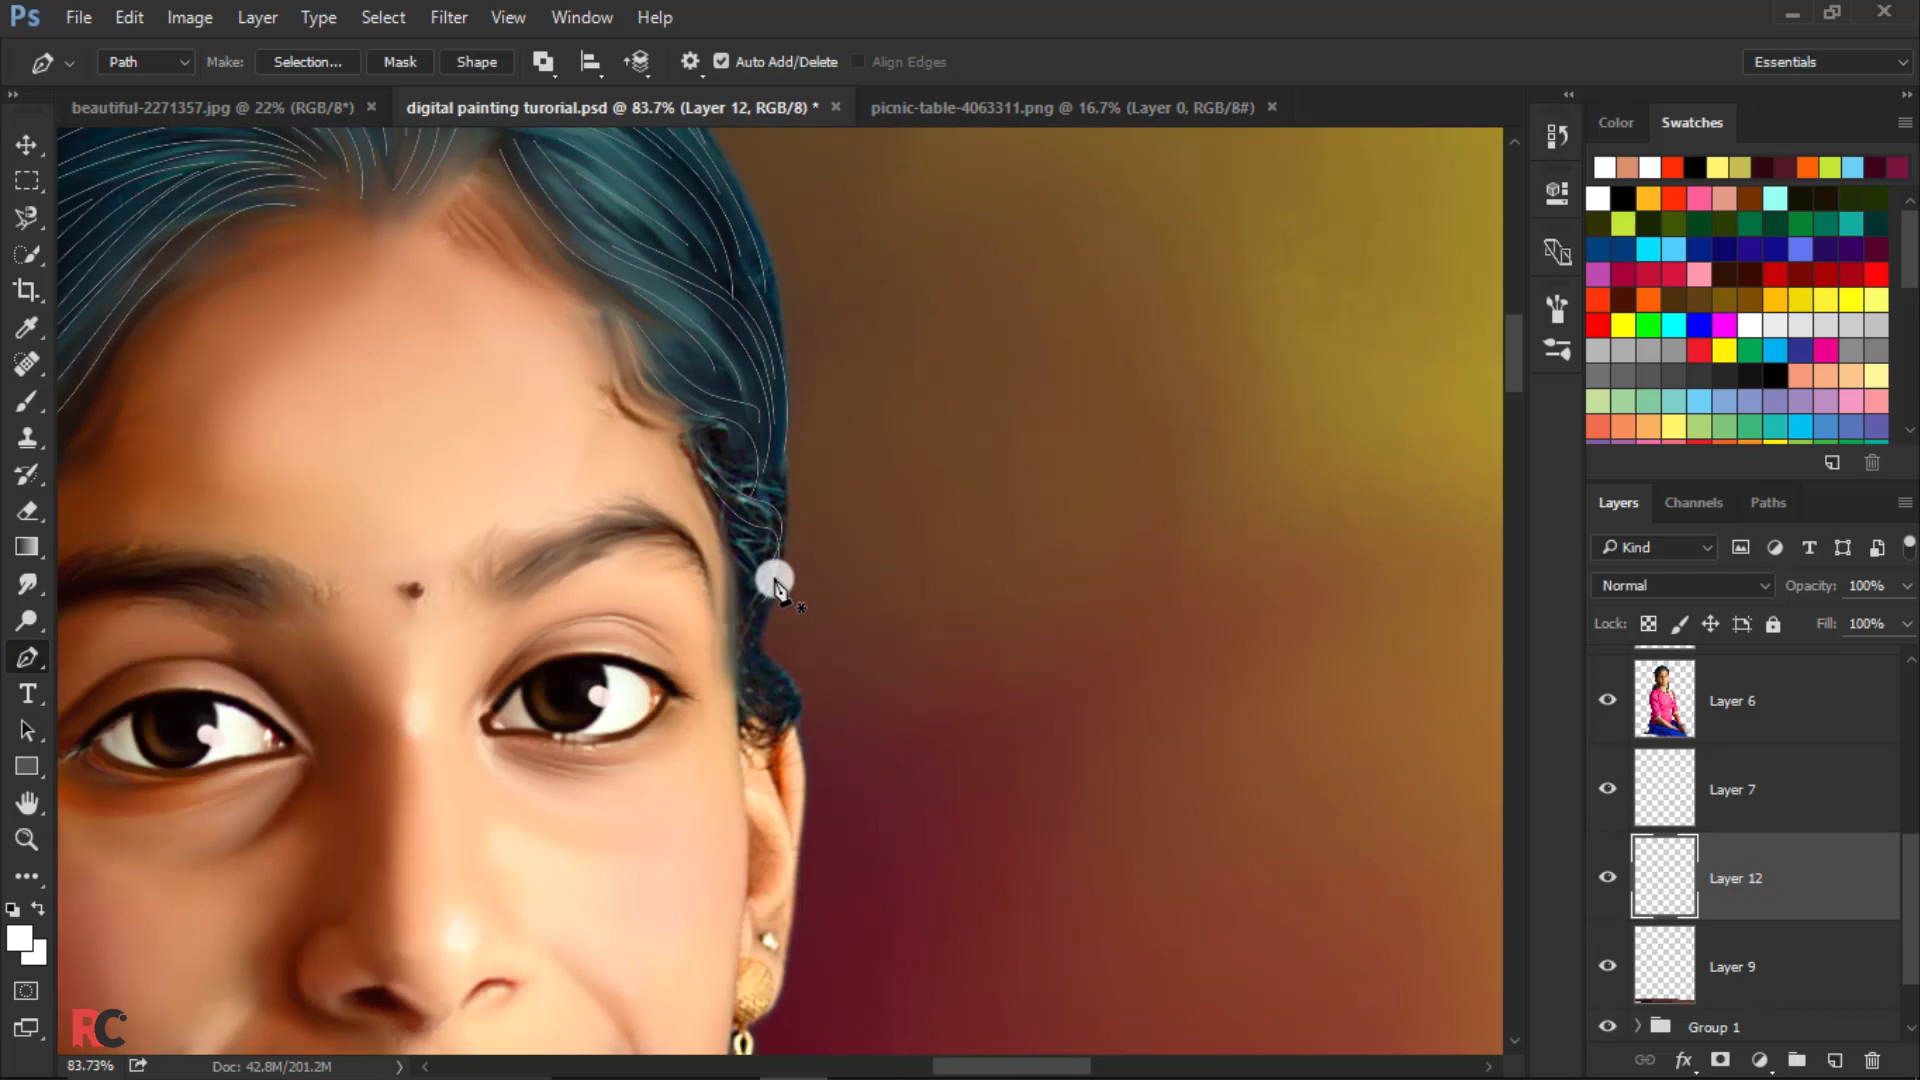 Ps File Edit Image Layer Type Select Filter View Window Help
Path Make: Selection... Mask Shape Auto Add/Delete Align Edges Essentials
beautiful-2271357.jpg @ 22% (RGB/8*) digital painting turorial.psd @ 83.7% (Layer 12, RGB/8) * picnic-table-4063311.png @ 16.7% (Layer 0, RGB/8#)
Color Swatches
Layers Channels Paths
Kind
Normal Opacity: 100%
Lock: Fill: 100%
Layer 6
Layer 7
Layer 12
Layer 9
Group 1
RC
83.73% Doc: 42.8M/201.2M
fx